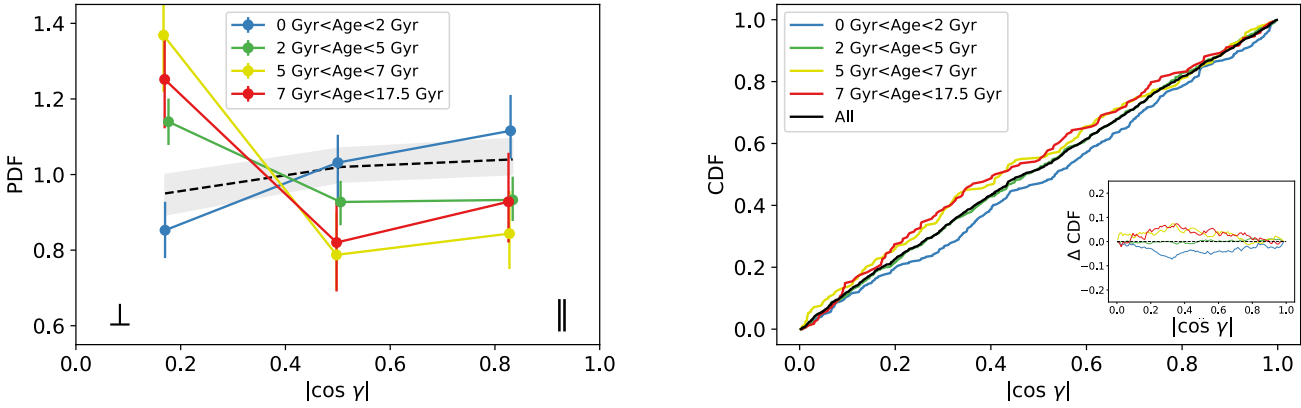 1.4
1.2
1.0
0.8
0.6
PDF
0 Gyr<Age<2 Gyr
2 Gyr<Age<5 Gyr
5 Gyr<Age<7 Gyr
7 Gyr<Age<17.5 Gyr
⊥
||
0.0 0.2 0.4 0.6 0.8 1.0
|cos γ|
1.0
0.8
0.6
0.4
0.2
0.0
CDF
0 Gyr<Age<2 Gyr
2 Gyr<Age<5 Gyr
5 Gyr<Age<7 Gyr
7 Gyr<Age<17.5 Gyr
All
0.2
0.1
0.0
−0.1
−0.2
Δ CDF
0.0 0.2 0.4 0.6 0.8 1.0
|cos γ|
0.0 0.2 0.4 0.6 0.8 1.0
|cos γ|